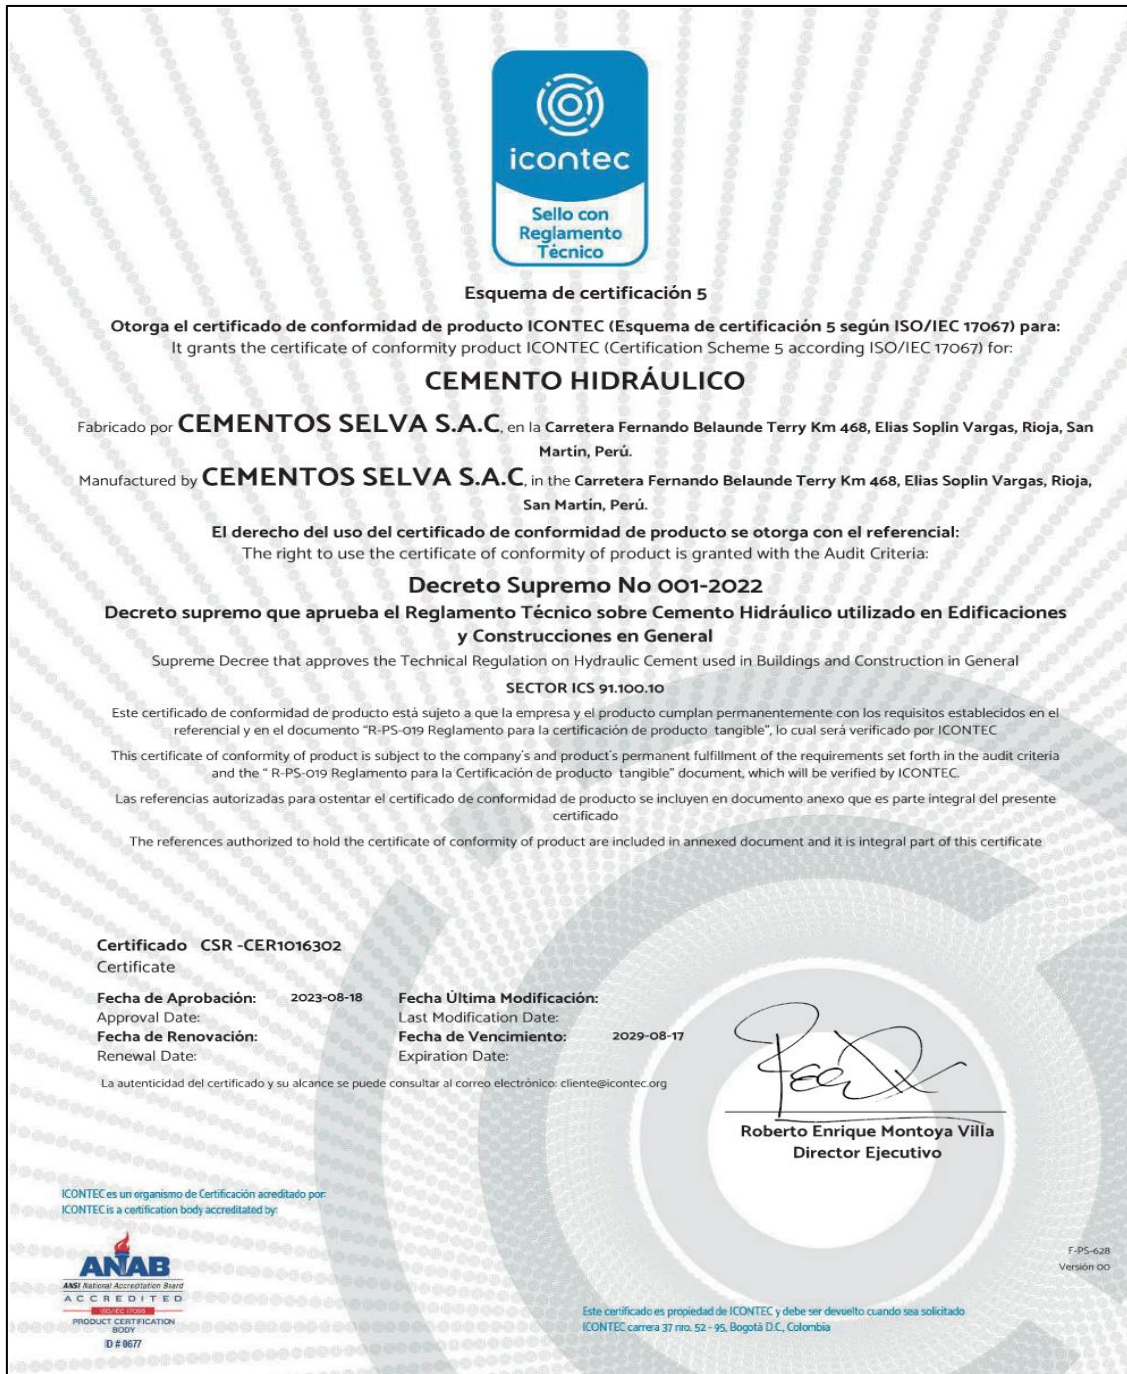 icontec
Sello con
Reglamento
Técnico
Esquema de certificación 5
Otorga el certificado de conformidad de producto ICONTEC (Esquema de certificación 5 según ISO/IEC 17067) para:
It grants the certificate of conformity product ICONTEC (Certification Scheme 5 according ISO/IEC 17067) for:
CEMENTO HIDRÁULICO
Fabricado por CEMENTOS SELVA S.A.C, en la Carretera Fernando Belaunde Terry Km 468, Elias Soplin Vargas, Rioja, San
Martín, Perú.
Manufactured by CEMENTOS SELVA S.A.C, in the Carretera Fernando Belaunde Terry Km 468, Elias Soplin Vargas, Rioja,
San Martín, Perú.
El derecho del uso del certificado de conformidad de producto se otorga con el referencial:
The right to use the certificate of conformity of product is granted with the Audit Criteria:
Decreto Supremo No 001-2022
Decreto supremo que aprueba el Reglamento Técnico sobre Cemento Hidráulico utilizado en Edificaciones
y Construcciones en General
Supreme Decree that approves the Technical Regulation on Hydraulic Cement used in Buildings and Construction in General
SECTOR ICS 91.100.10
Este certificado de conformidad de producto está sujeto a que la empresa y el producto cumplan permanentemente con los requisitos establecidos en el
referencial y en el documento "R-PS-019 Reglamento para la certificación de producto tangible", lo cual será verificado por ICONTEC
This certificate of conformity of product is subject to the company's and product's permanent fulfillment of the requirements set forth in the audit criteria
and the " R-PS-019 Reglamento para la Certificación de producto tangible" document, which will be verified by ICONTEC.
Las referencias autorizadas para ostentar el certificado de conformidad de producto se incluyen en documento anexo que es parte integral del presente
certificado
The references authorized to hold the certificate of conformity of product are included in annexed document and it is integral part of this certificate
Certificado CSR -CER1016302
Certificate
Fecha de Aprobación: 2023-08-18 Fecha Última Modificación:
Approval Date: Last Modification Date:
Fecha de Renovación: Fecha de Vencimiento: 2029-08-17
Renewal Date: Expiration Date:
La autenticidad del certificado y su alcance se puede consultar al correo electrónico: cliente@icontec.org
Roberto Enrique Montoya Villa
Director Ejecutivo
ICONTEC es un organismo de Certificación acreditado por:
ICONTEC is a certification body accreditated by:
ANAB
ANSI National Accreditation Board
ACCREDITED
ISO/IEC 17065
PRODUCT CERTIFICATION
BODY
ID # 0677
F-PS-628
Versión 00
Este certificado es propiedad de ICONTEC y debe ser devuelto cuando sea solicitado
ICONTEC carrera 37 nro. 52 - 95, Bogotá D.C., Colombia